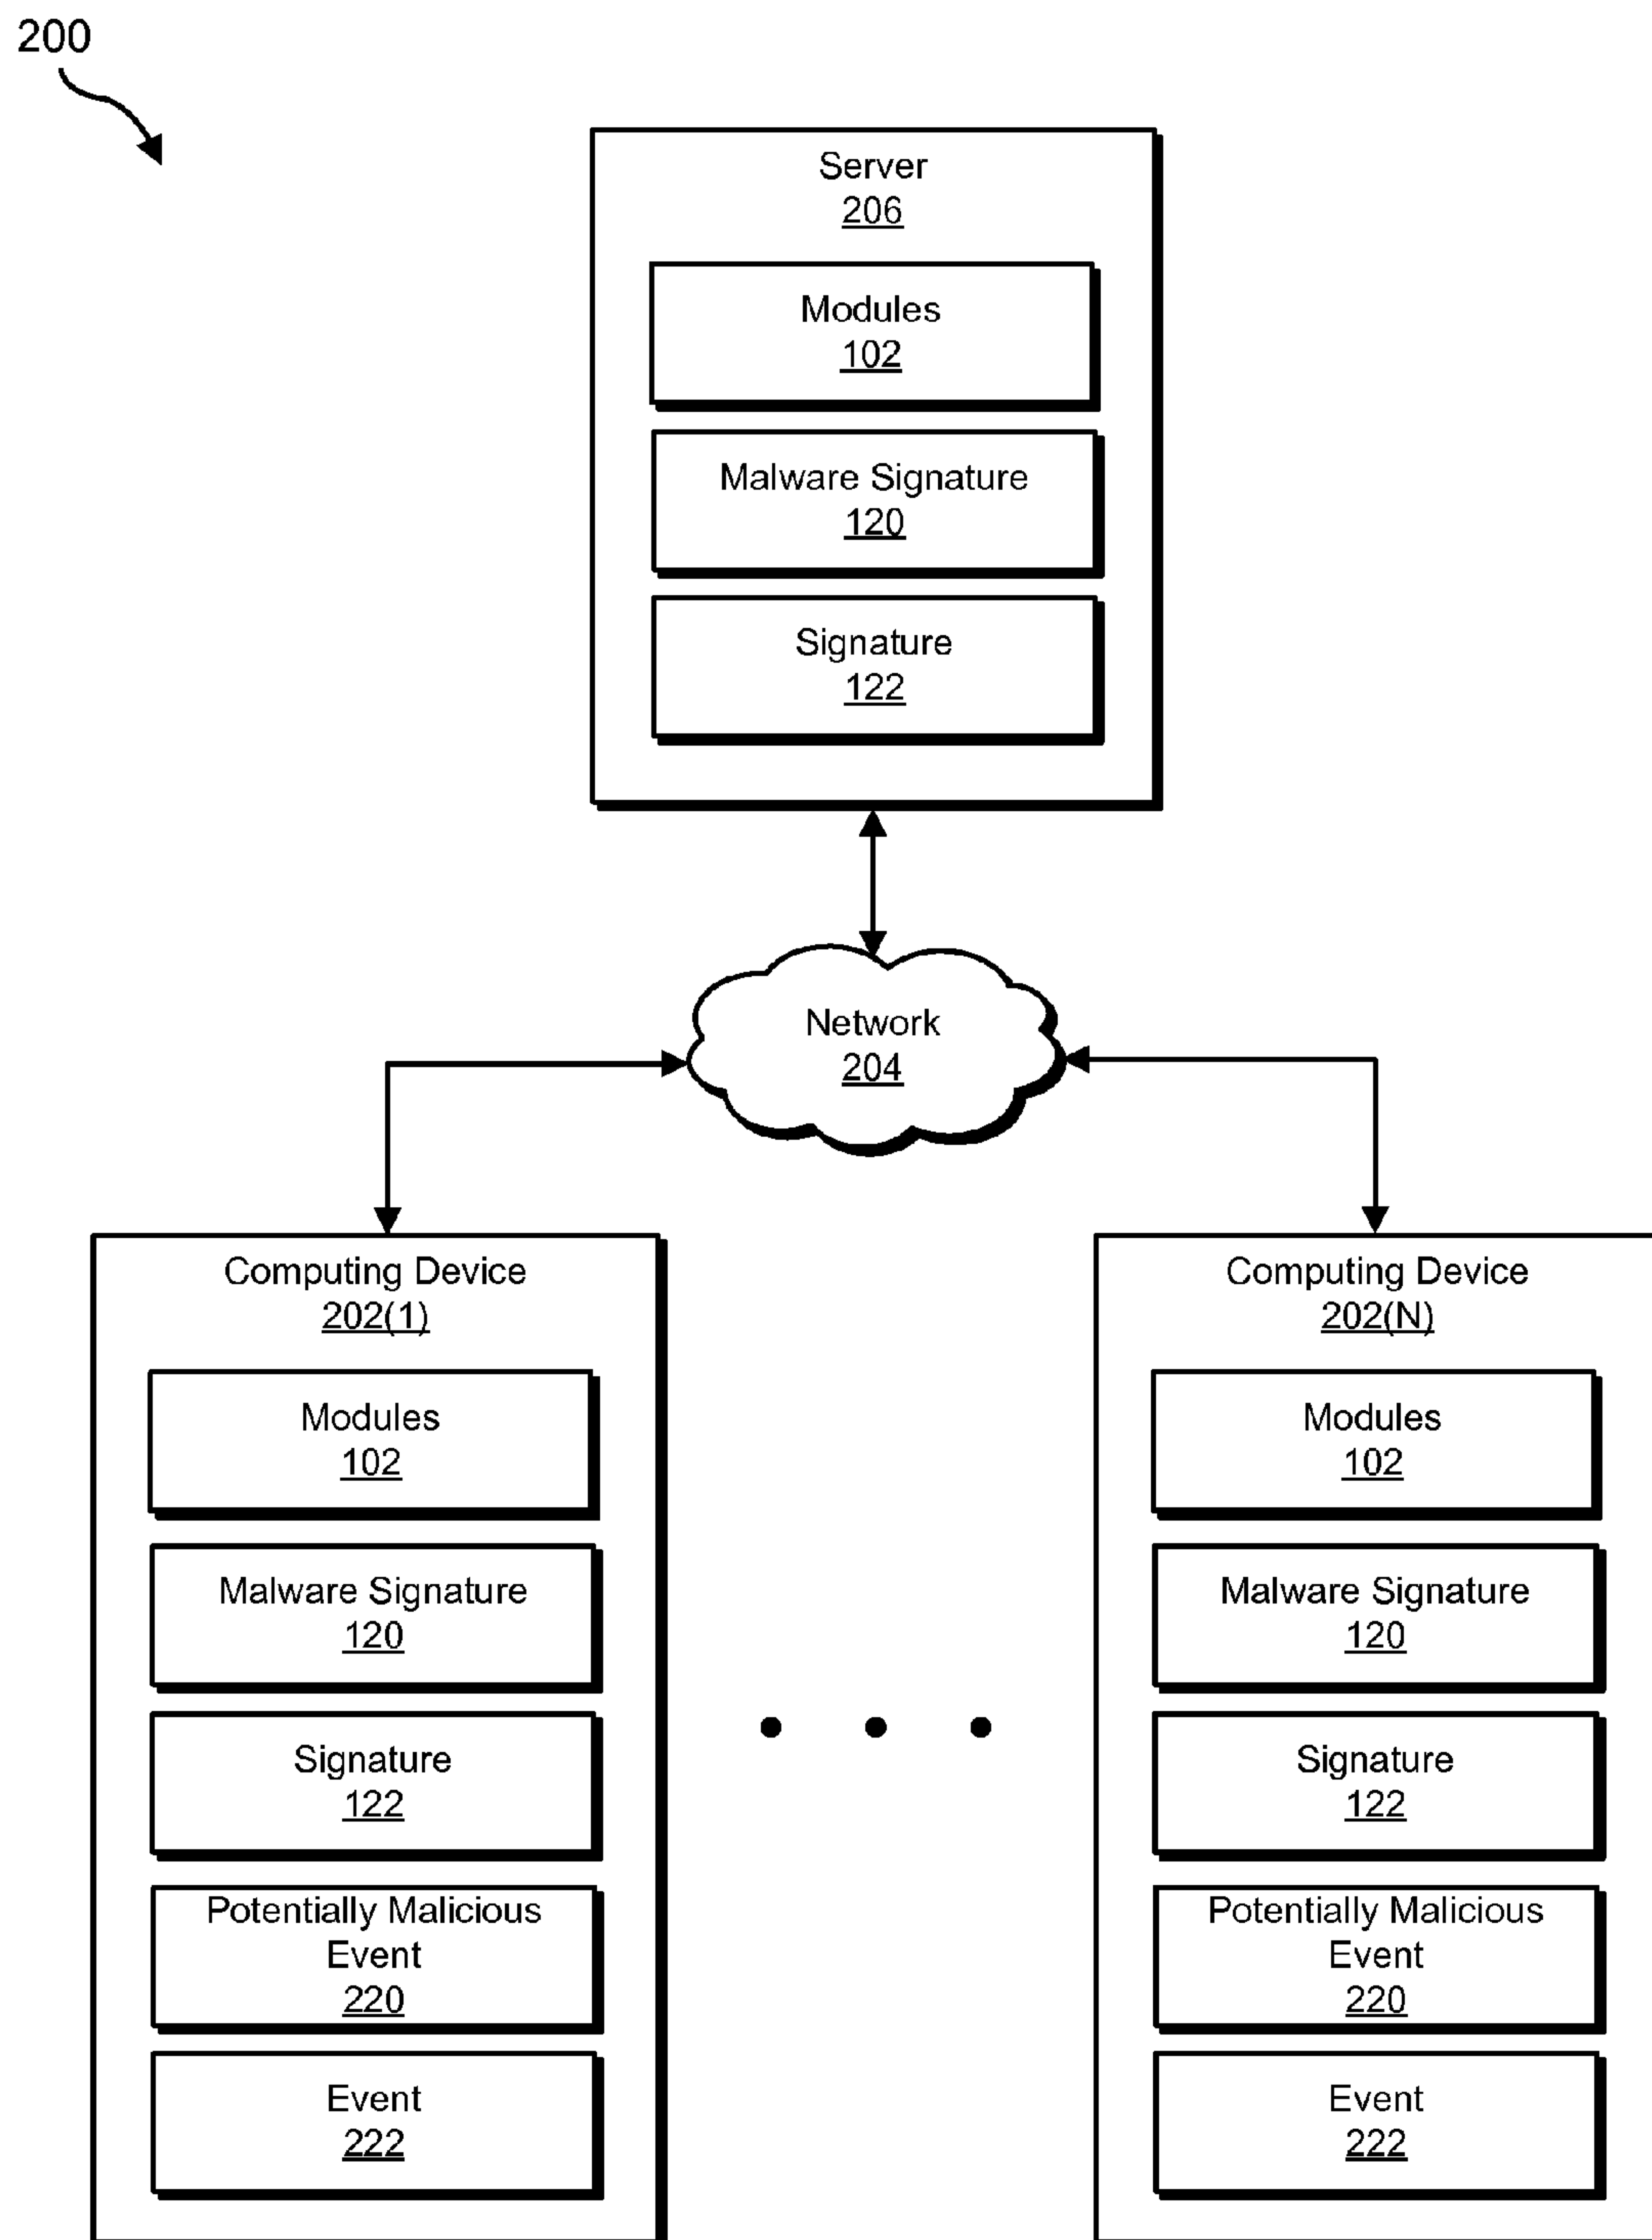 200
Server
206
Modules
102
Malware Signature
120
Signature
122
Network
204
Computing Device
202(1)
Modules
102
Malware Signature
120
Signature
122
Potentially Malicious
Event
220
Event
222
Computing Device
202(N)
Modules
102
Malware Signature
120
Signature
122
Potentially Malicious
Event
220
Event
222